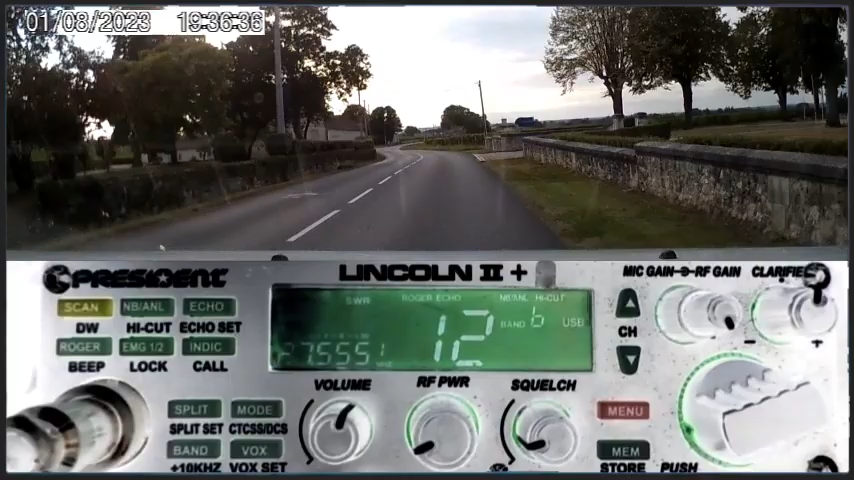 01/08/2023 19:36:36
PRESIDENT LINCOLN II + MIC GAIN RF GAIN CLARIFIER
SCAN NB/ANL ECHO
DW HI-CUT ECHO SET
ROGER EMG 1/2 INDIC
BEEP LOCK CALL
SWR ROGER ECHO NB/ANL HI-CUT
12 BAND b USB
27.5551
CH
- +
VOLUME RF PWR SQUELCH
SPLIT MODE MENU
SPLIT SET CTCSS/DCS
BAND VOX MEM
+10KHZ VOX SET STORE PUSH